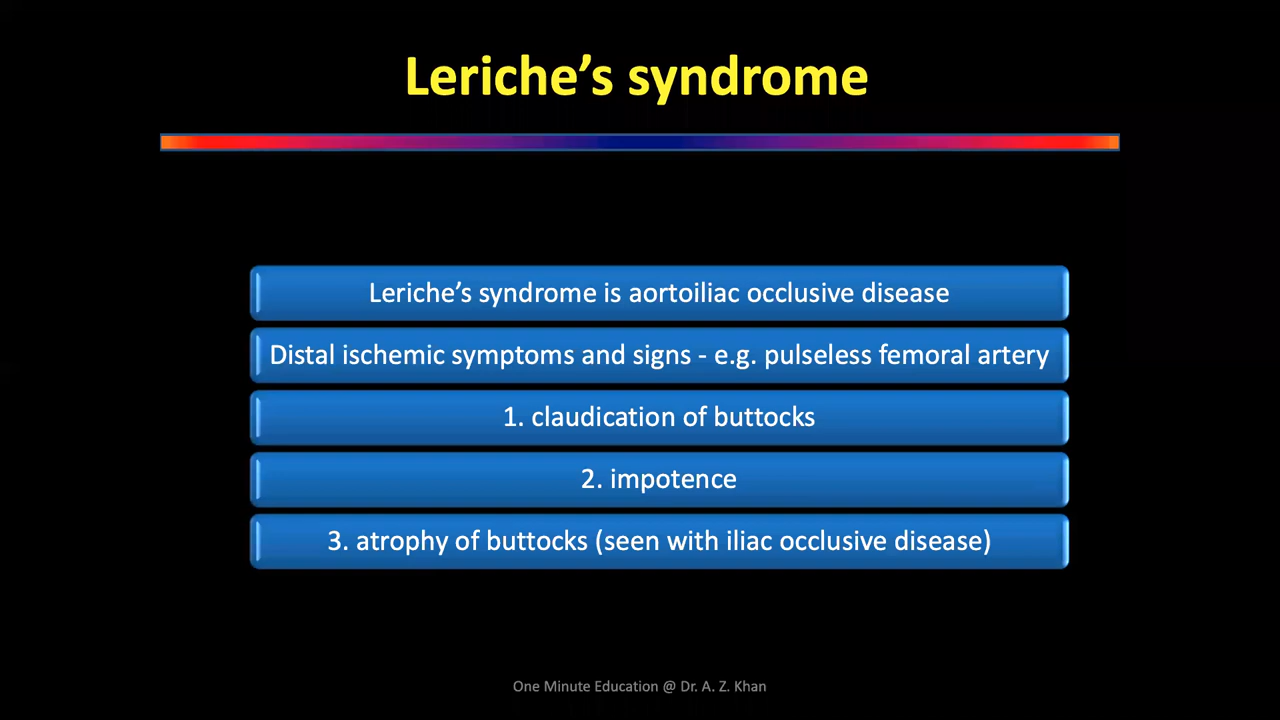 Leriche’s syndrome
Leriche’s syndrome is aortoiliac occlusive disease
Distal ischemic symptoms and signs - e.g. pulseless femoral artery
1. claudication of buttocks
2. impotence
3. atrophy of buttocks (seen with iliac occlusive disease)
One Minute Education @ Dr. A. Z. Khan